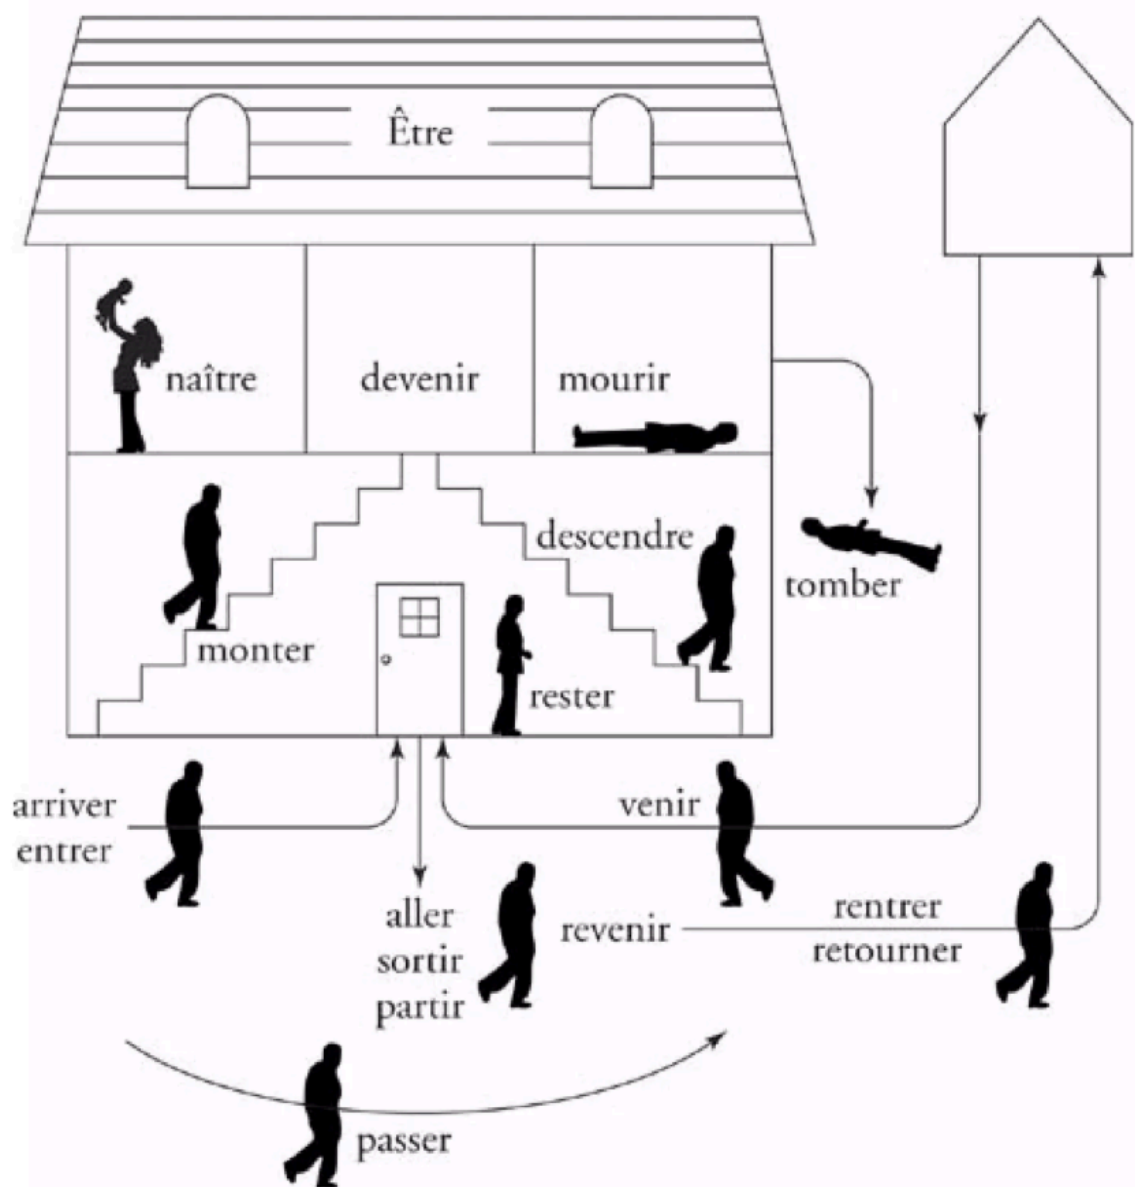 Être
naître
devenir
mourir
descendre
tomber
monter
rester
arriver
entrer
venir
aller
sortir
partir
revenir
rentrer
retourner
passer